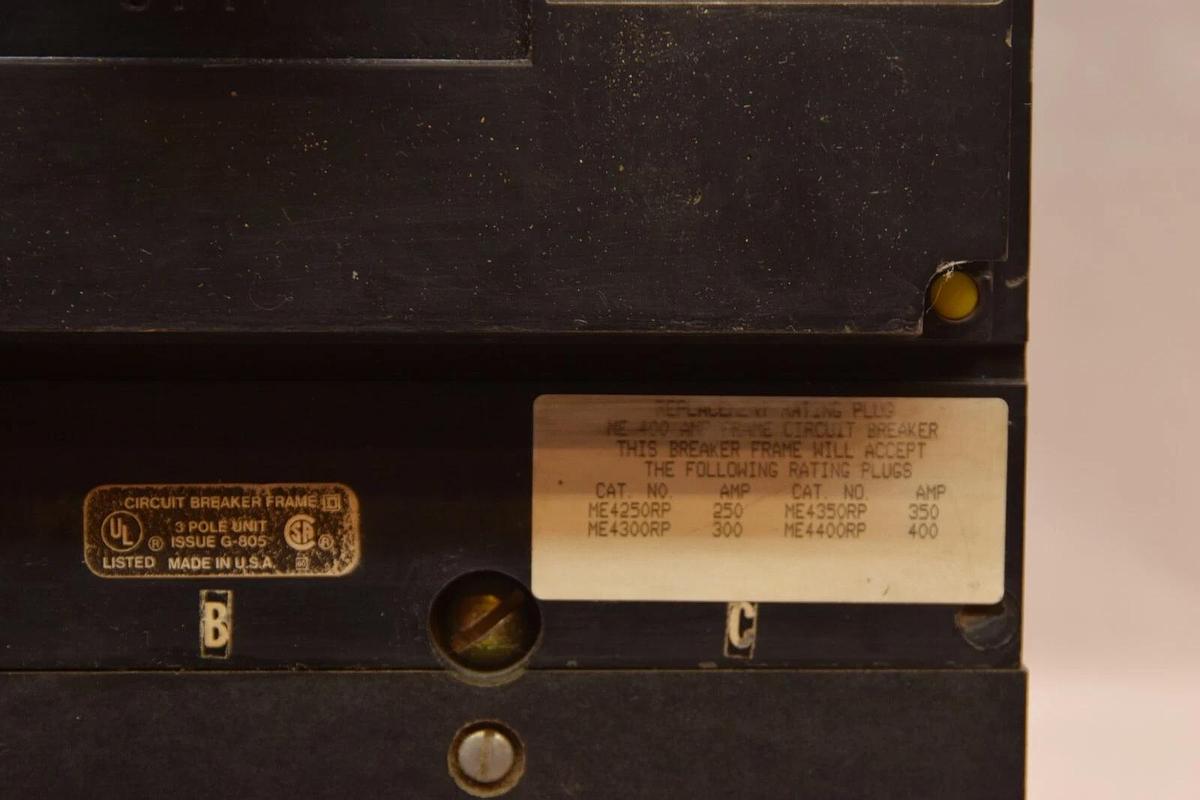 REPLACEMENT RATING PLUG
ME 400 AMP FRAME CIRCUIT BREAKER
THIS BREAKER FRAME WILL ACCEPT
THE FOLLOWING RATING PLUGS
CAT. NO. AMP CAT. NO. AMP
ME4250RP 250 ME4350RP 350
ME4300RP 300 ME4400RP 400
CIRCUIT BREAKER FRAME
UL ® 3 POLE UNIT SA ®
ISSUE G-805
LISTED MADE IN U.S.A.
B
C